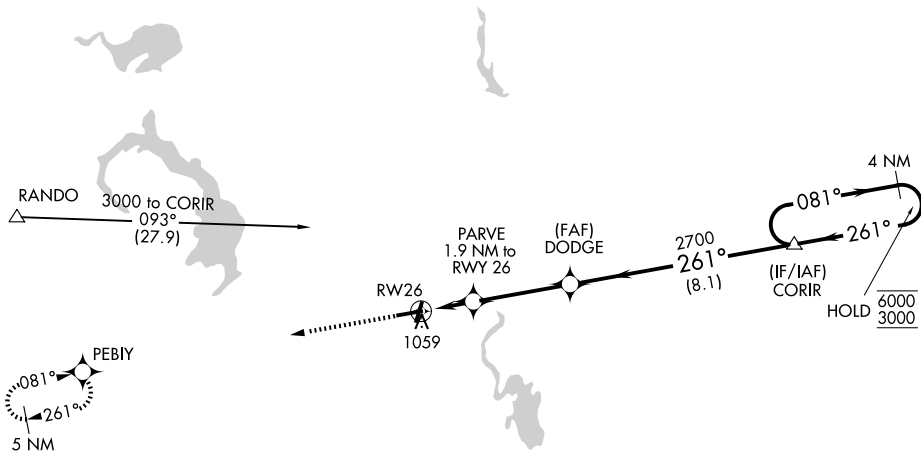 4 NM
RANDO
3000 to CORIR
093°
(27.9)
081°
261°
PARVE
1.9 NM to
RWY 26
(FAF)
DODGE
2700
261°
(8.1)
(IF/IAF)
CORIR
HOLD
6000
3000
RW26
1059
PEBIY
081°
261°
5 NM